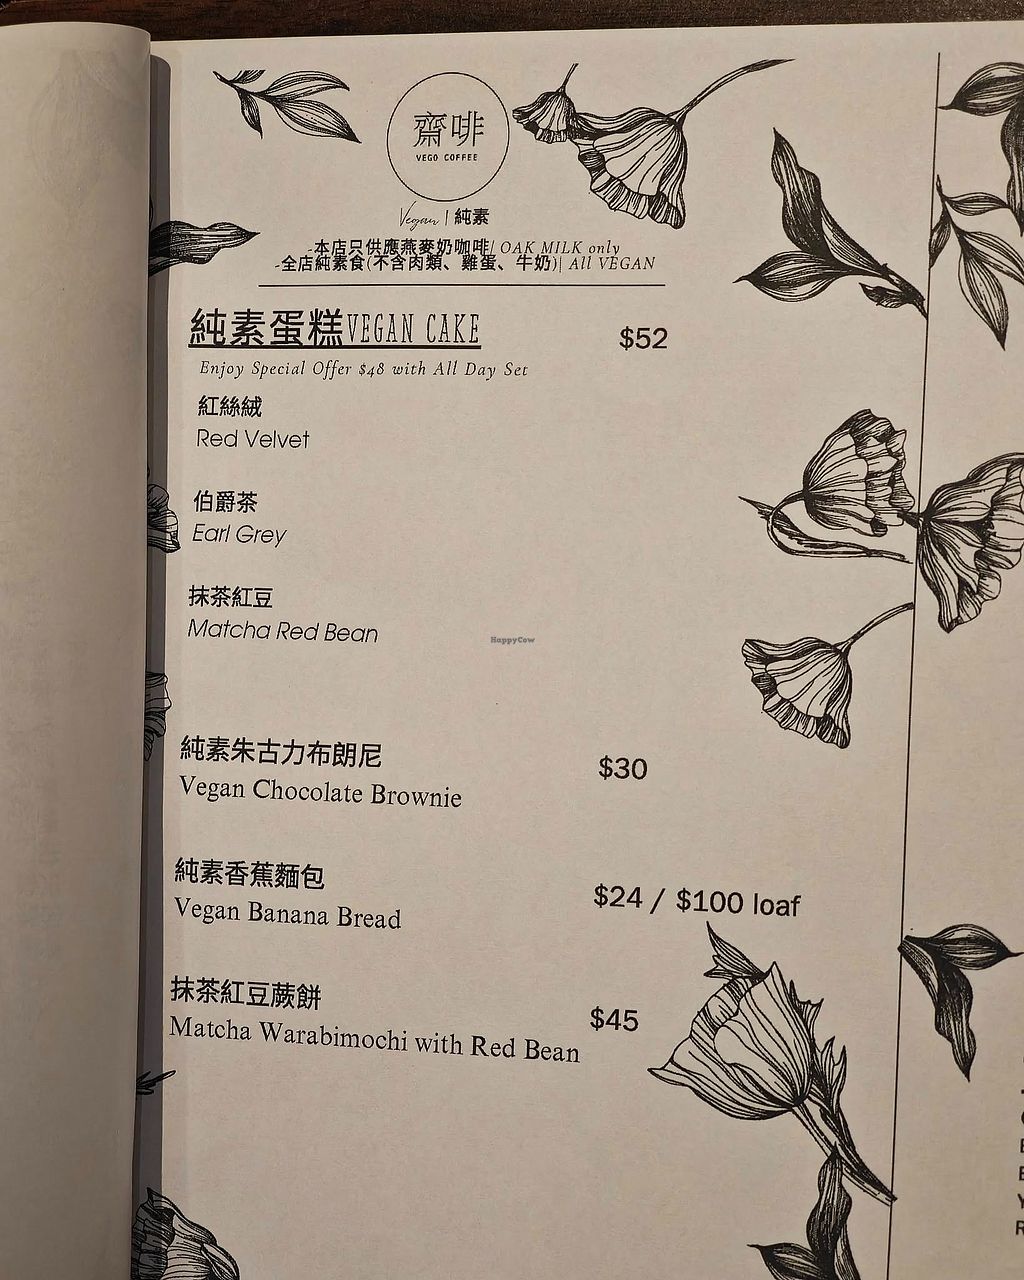 齋啡
VEGO COFFEE
Vegan | 純素
-本店只供應燕麥奶咖啡| OAK MILK only
-全店純素食(不含肉類、雞蛋、牛奶)| All VEGAN
純素蛋糕VEGAN CAKE $52
Enjoy Special Offer $48 with All Day Set
紅絲絨
Red Velvet
伯爵茶
Earl Grey
抹茶紅豆
Matcha Red Bean
HappyCow
純素朱古力布朗尼
Vegan Chocolate Brownie $30
純素香蕉麵包
Vegan Banana Bread $24 / $100 loaf
抹茶紅豆蕨餅
Matcha Warabimochi with Red Bean $45